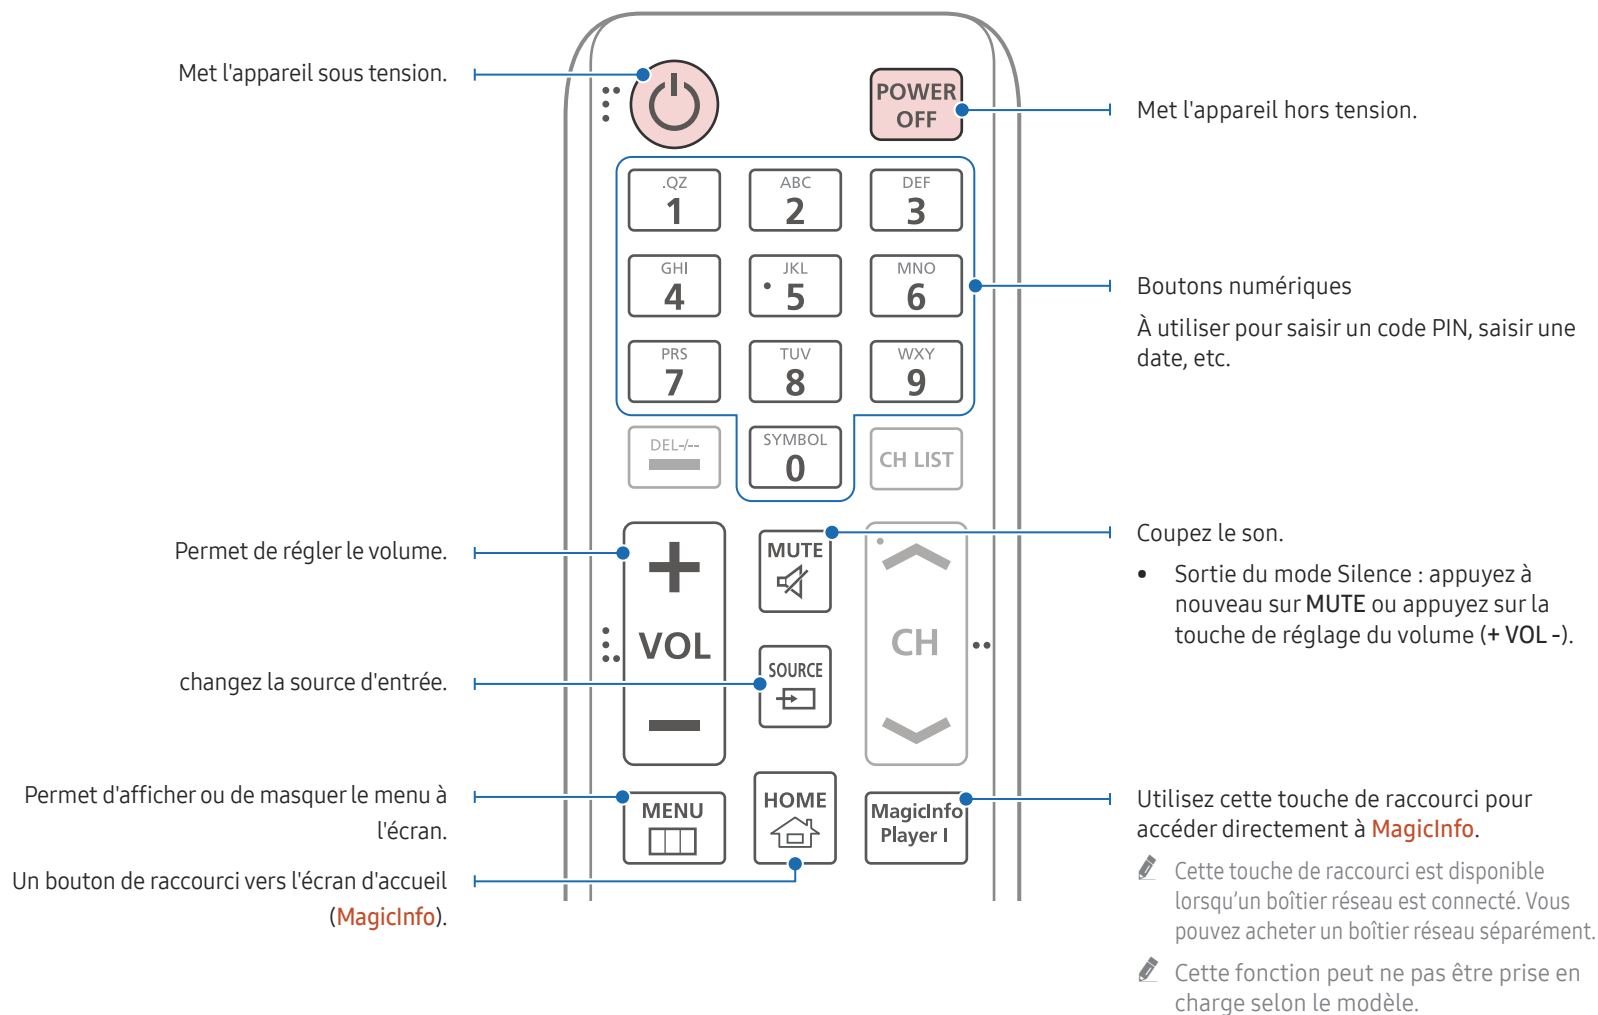 Met l'appareil sous tension.
POWER
OFF
Met l'appareil hors tension.
.QZ
1
ABC
2
DEF
3
GHI
4
JKL
5
MNO
6
Boutons numériques
À utiliser pour saisir un code PIN, saisir une
date, etc.
PRS
7
TUV
8
WXY
9
DEL-/--
SYMBOL
0
CH LIST
Permet de régler le volume.
VOL
MUTE
CH
Coupez le son.
• Sortie du mode Silence : appuyez à
nouveau sur MUTE ou appuyez sur la
touche de réglage du volume (+ VOL -).
changez la source d'entrée.
SOURCE
Permet d'afficher ou de masquer le menu à
l'écran.
MENU
HOME
MagicInfo
Player I
Utilisez cette touche de raccourci pour
accéder directement à MagicInfo.
Un bouton de raccourci vers l'écran d'accueil
(MagicInfo).
Cette touche de raccourci est disponible
lorsqu'un boîtier réseau est connecté. Vous
pouvez acheter un boîtier réseau séparément.
Cette fonction peut ne pas être prise en
charge selon le modèle.